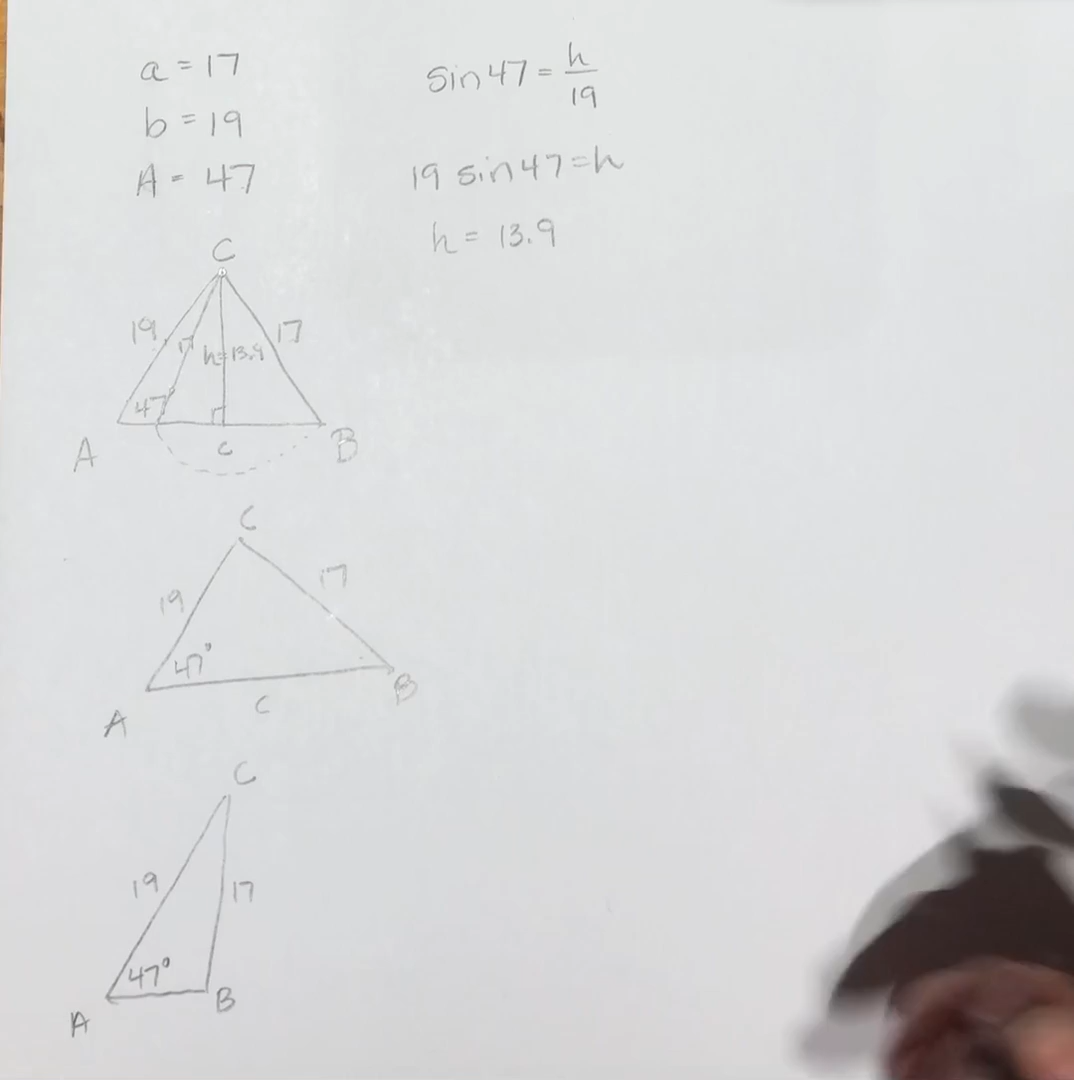 a = 17
b = 19
A = 47
sin 47 = h/19
19 sin 47 = h
h = 13.9
C
19 17 h=13.9 17
47
A c B
C
19 17
47°
A c B
C
19 17
47°
A B